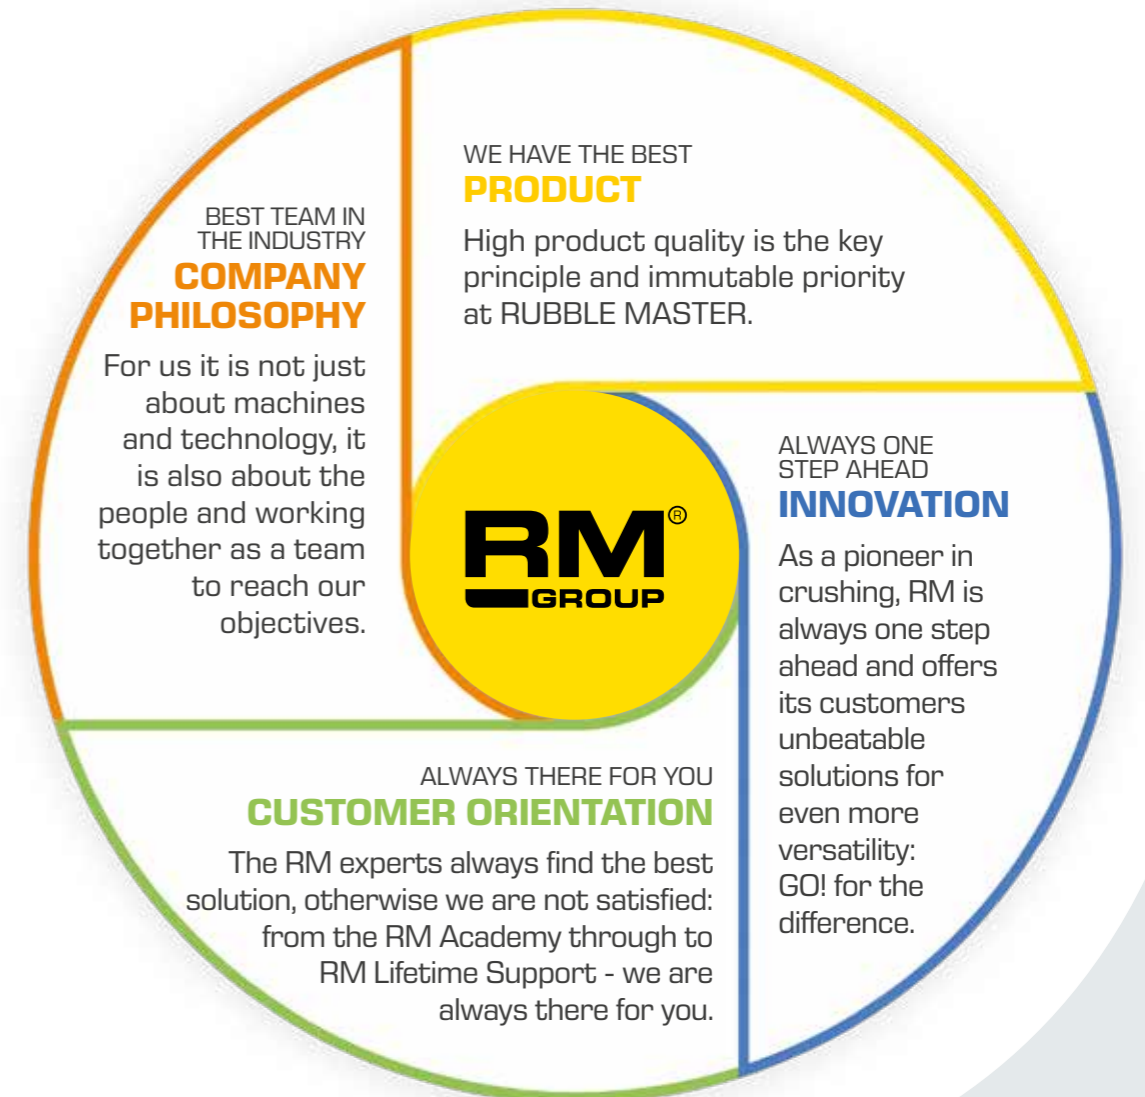 WE HAVE THE BEST
PRODUCT
High product quality is the key
principle and immutable priority
at RUBBLE MASTER.
BEST TEAM IN
THE INDUSTRY
COMPANY
PHILOSOPHY
For us it is not just
about machines
and technology, it
is also about the
people and working
together as a team
to reach our
objectives.
RM®
GROUP
ALWAYS ONE
STEP AHEAD
INNOVATION
As a pioneer in
crushing, RM is
always one step
ahead and offers
its customers
unbeatable
solutions for
even more
versatility:
GO! for the
difference.
ALWAYS THERE FOR YOU
CUSTOMER ORIENTATION
The RM experts always find the best
solution, otherwise we are not satisfied:
from the RM Academy through to
RM Lifetime Support - we are
always there for you.